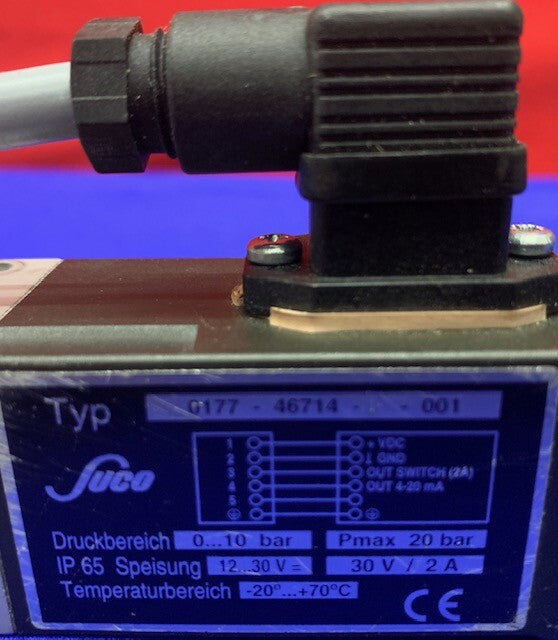 Typ 0177 - 46714 - - 001
1 + VDC
2 ⊥ GND
3 OUT SWITCH (2A)
4 OUT 4-20 mA
5
Suco
Druckbereich 0...10 bar Pmax 20 bar
IP 65 Speisung 12...30 V = 30 V / 2 A
Temperaturbereich -20°...+70°C
CE